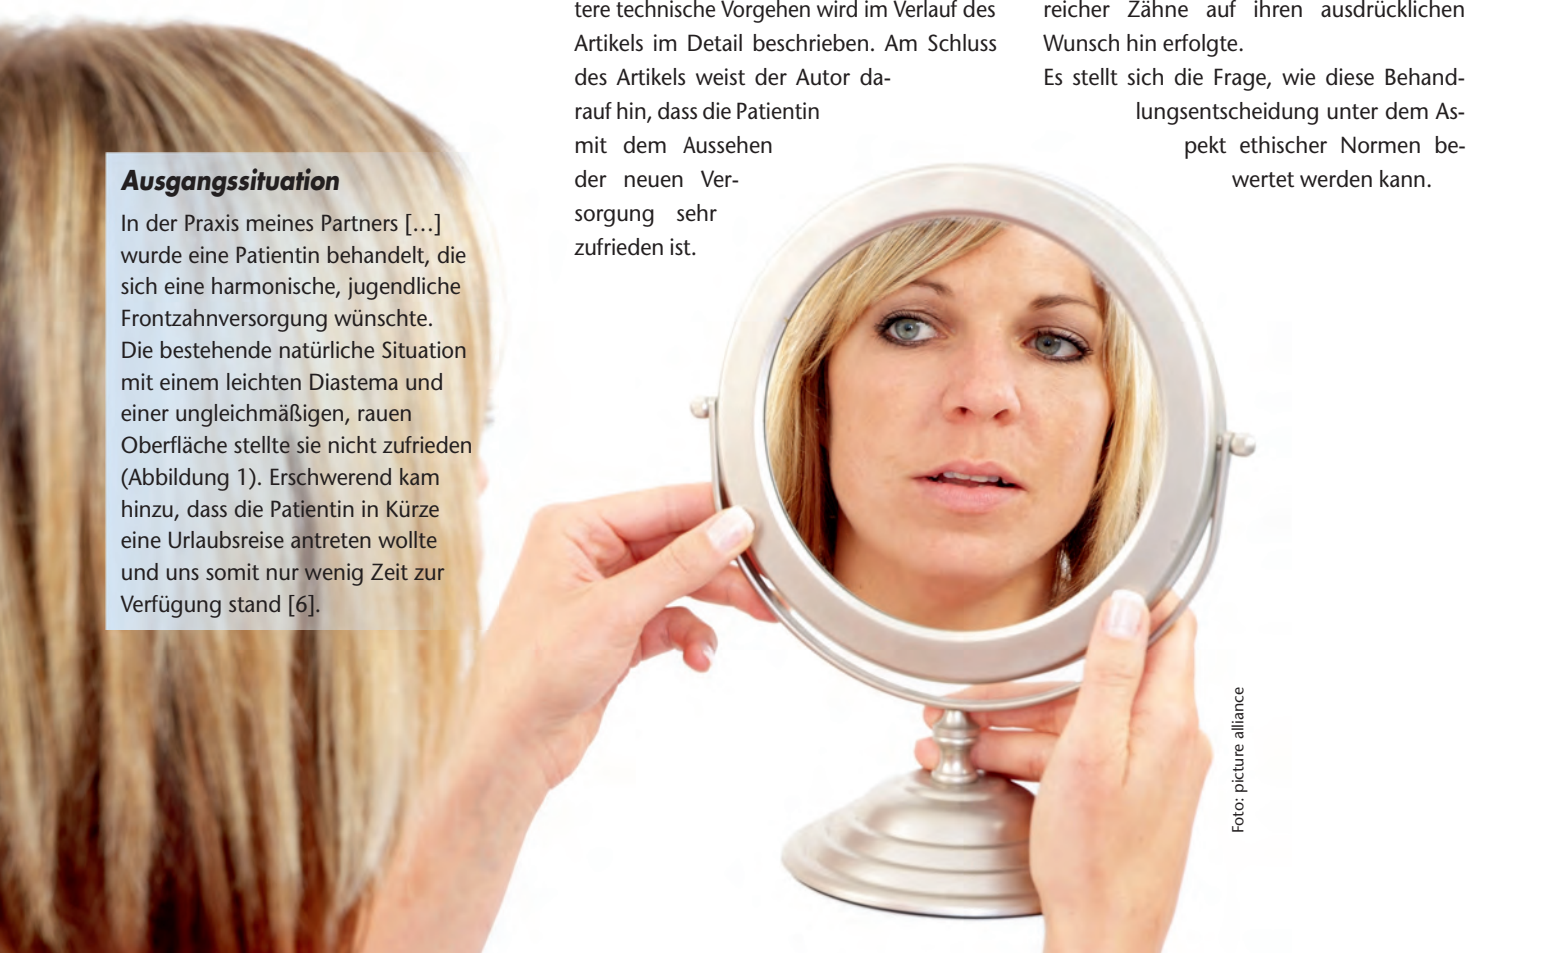 tere technische Vorgehen wird im Verlauf des
Artikels im Detail beschrieben. Am Schluss
des Artikels weist der Autor da-
rauf hin, dass die Patientin
mit dem Aussehen
der neuen Ver-
sorgung sehr
zufrieden ist.
reicher Zähne auf ihren ausdrücklichen
Wunsch hin erfolgte.
Es stellt sich die Frage, wie diese Behand-
lungsentscheidung unter dem As-
pekt ethischer Normen be-
wertet werden kann.
Ausgangssituation
In der Praxis meines Partners […]
wurde eine Patientin behandelt, die
sich eine harmonische, jugendliche
Frontzahnversorgung wünschte.
Die bestehende natürliche Situation
mit einem leichten Diastema und
einer ungleichmäßigen, rauen
Oberfläche stellte sie nicht zufrieden
(Abbildung 1). Erschwerend kam
hinzu, dass die Patientin in Kürze
eine Urlaubsreise antreten wollte
und uns somit nur wenig Zeit zur
Verfügung stand [6].
Foto: picture alliance